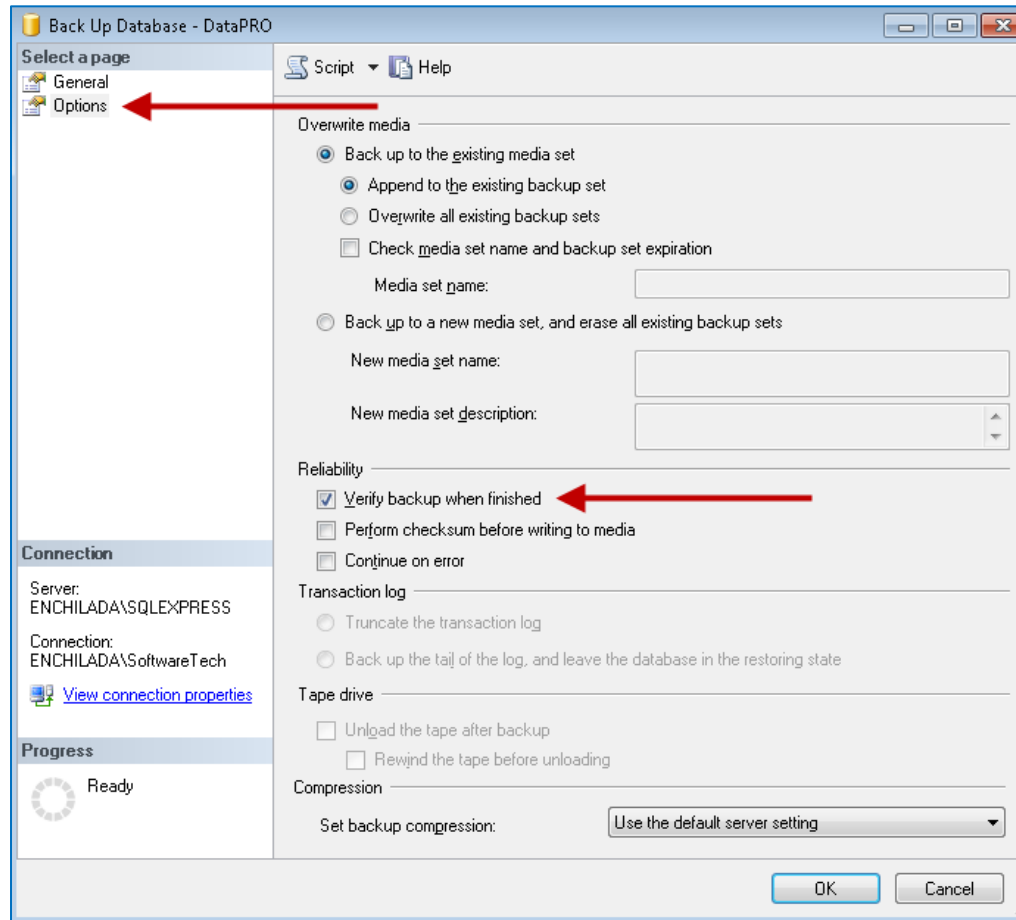 Back Up Database - DataPRO
Select a page
General
Options
Script
Help
Overwrite media
Back up to the existing media set
Append to the existing backup set
Overwrite all existing backup sets
Check media set name and backup set expiration
Media set name:
Back up to a new media set, and erase all existing backup sets
New media set name:
New media set description:
Reliability
Verify backup when finished
Perform checksum before writing to media
Continue on error
Transaction log
Truncate the transaction log
Back up the tail of the log, and leave the database in the restoring state
Tape drive
Unload the tape after backup
Rewind the tape before unloading
Compression
Set backup compression:
Use the default server setting
Connection
Server:
ENCHILADA\SQLEXPRESS
Connection:
ENCHILADA\SoftwareTech
View connection properties
Progress
Ready
OK
Cancel